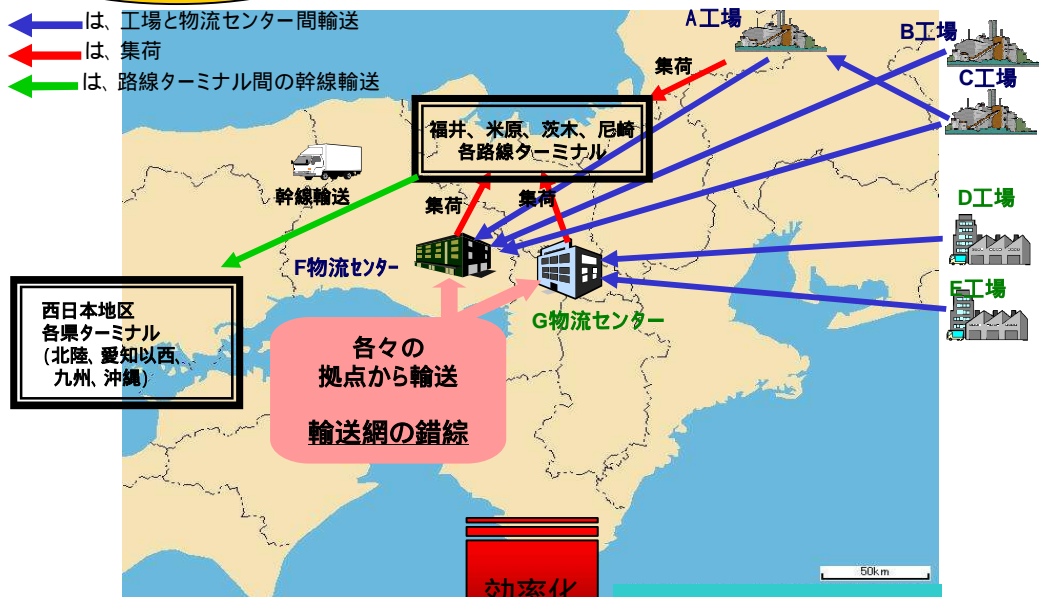 は、工場と物流センター間輸送
は、集荷
は、路線ターミナル間の幹線輸送
A工場
B工場
C工場
集荷
福井、米原、茨木、尼崎
各路線ターミナル
幹線輸送
集荷
集荷
D工場
F物流センター
E工場
G物流センター
西日本地区
各県ターミナル
(北陸、愛知以西、
九州、沖縄)
各々の
拠点から輸送
輸送網の錯綜
50km
効率化